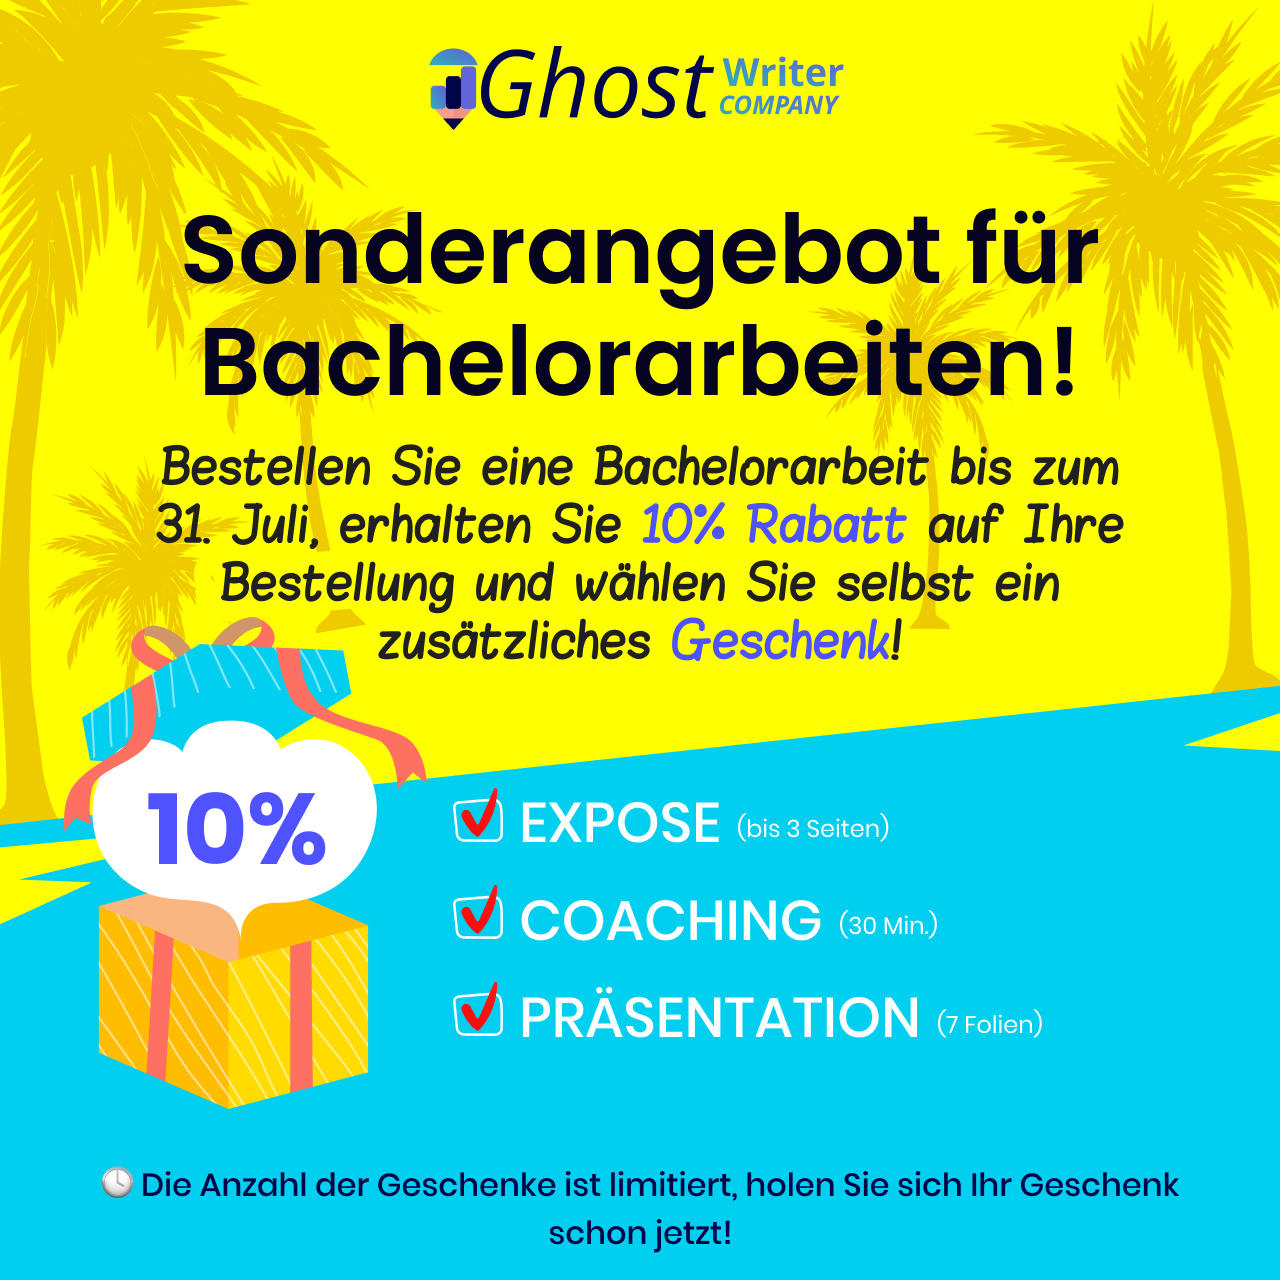 Ghost Writer
COMPANY
Sonderangebot für
Bachelorarbeiten!
Bestellen Sie eine Bachelorarbeit bis zum
31. Juli, erhalten Sie 10% Rabatt auf Ihre
Bestellung und wählen Sie selbst ein
zusätzliches Geschenk!
10%
EXPOSE (bis 3 Seiten)
COACHING (30 Min.)
PRÄSENTATION (7 Folien)
Die Anzahl der Geschenke ist limitiert, holen Sie sich Ihr Geschenk
schon jetzt!